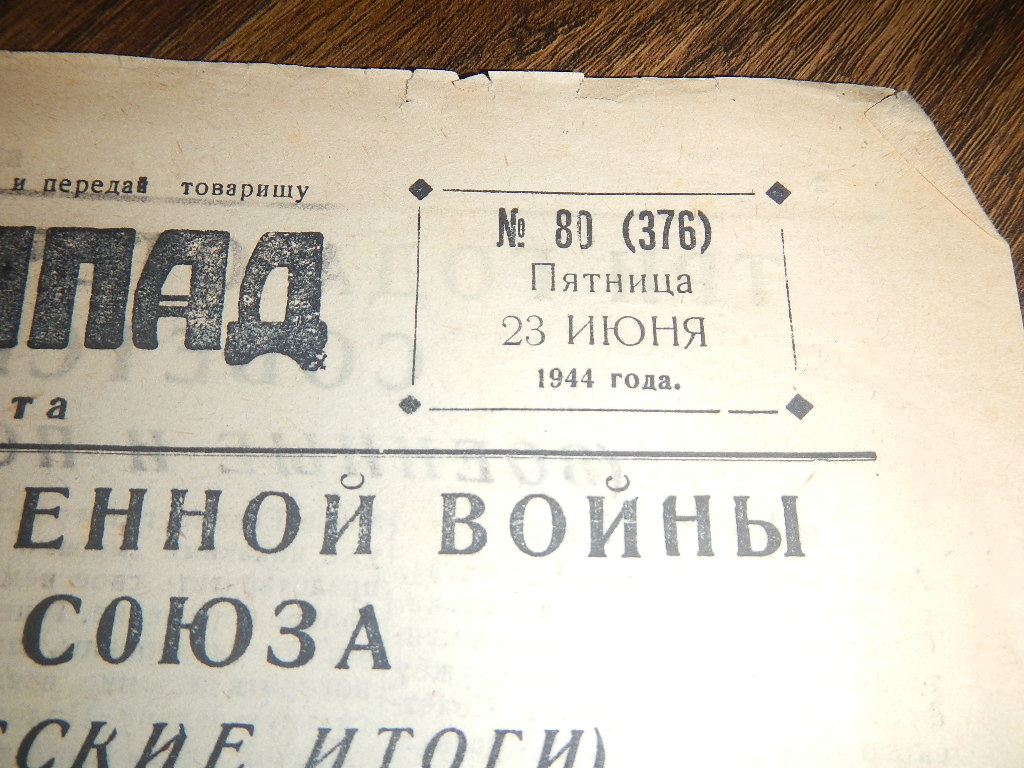 и передай товарищу
ПАД
№ 80 (376)
Пятница
23 ИЮНЯ
1944 года.
та
ЕННОЙ ВОЙНЫ
СОЮЗА
СКИЕ ИТОГИ)